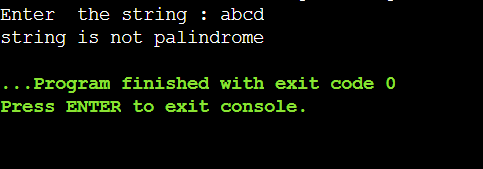 Enter  the string : abcd
string is not palindrome
...Program finished with exit code 0
Press ENTER to exit console.